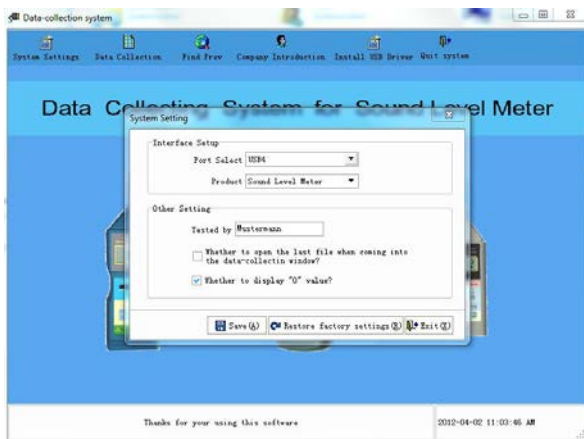 Data-collection system
System Settings Data Collection Find Prev Company Introduction Install USB Driver Quit system
Data Collecting System for Sound Level Meter
System Setting
Interface Setup
Port Select USB4
Product Sound Level Meter
Other Setting
Tested by Mustermann
Whether to open the last file when coming into
the data-collectin window?
Whether to display "0" value?
Save(A) Restore factory settings(B) Exit(X)
Thanks for your using this software 2012-04-02 11:03:46 AM